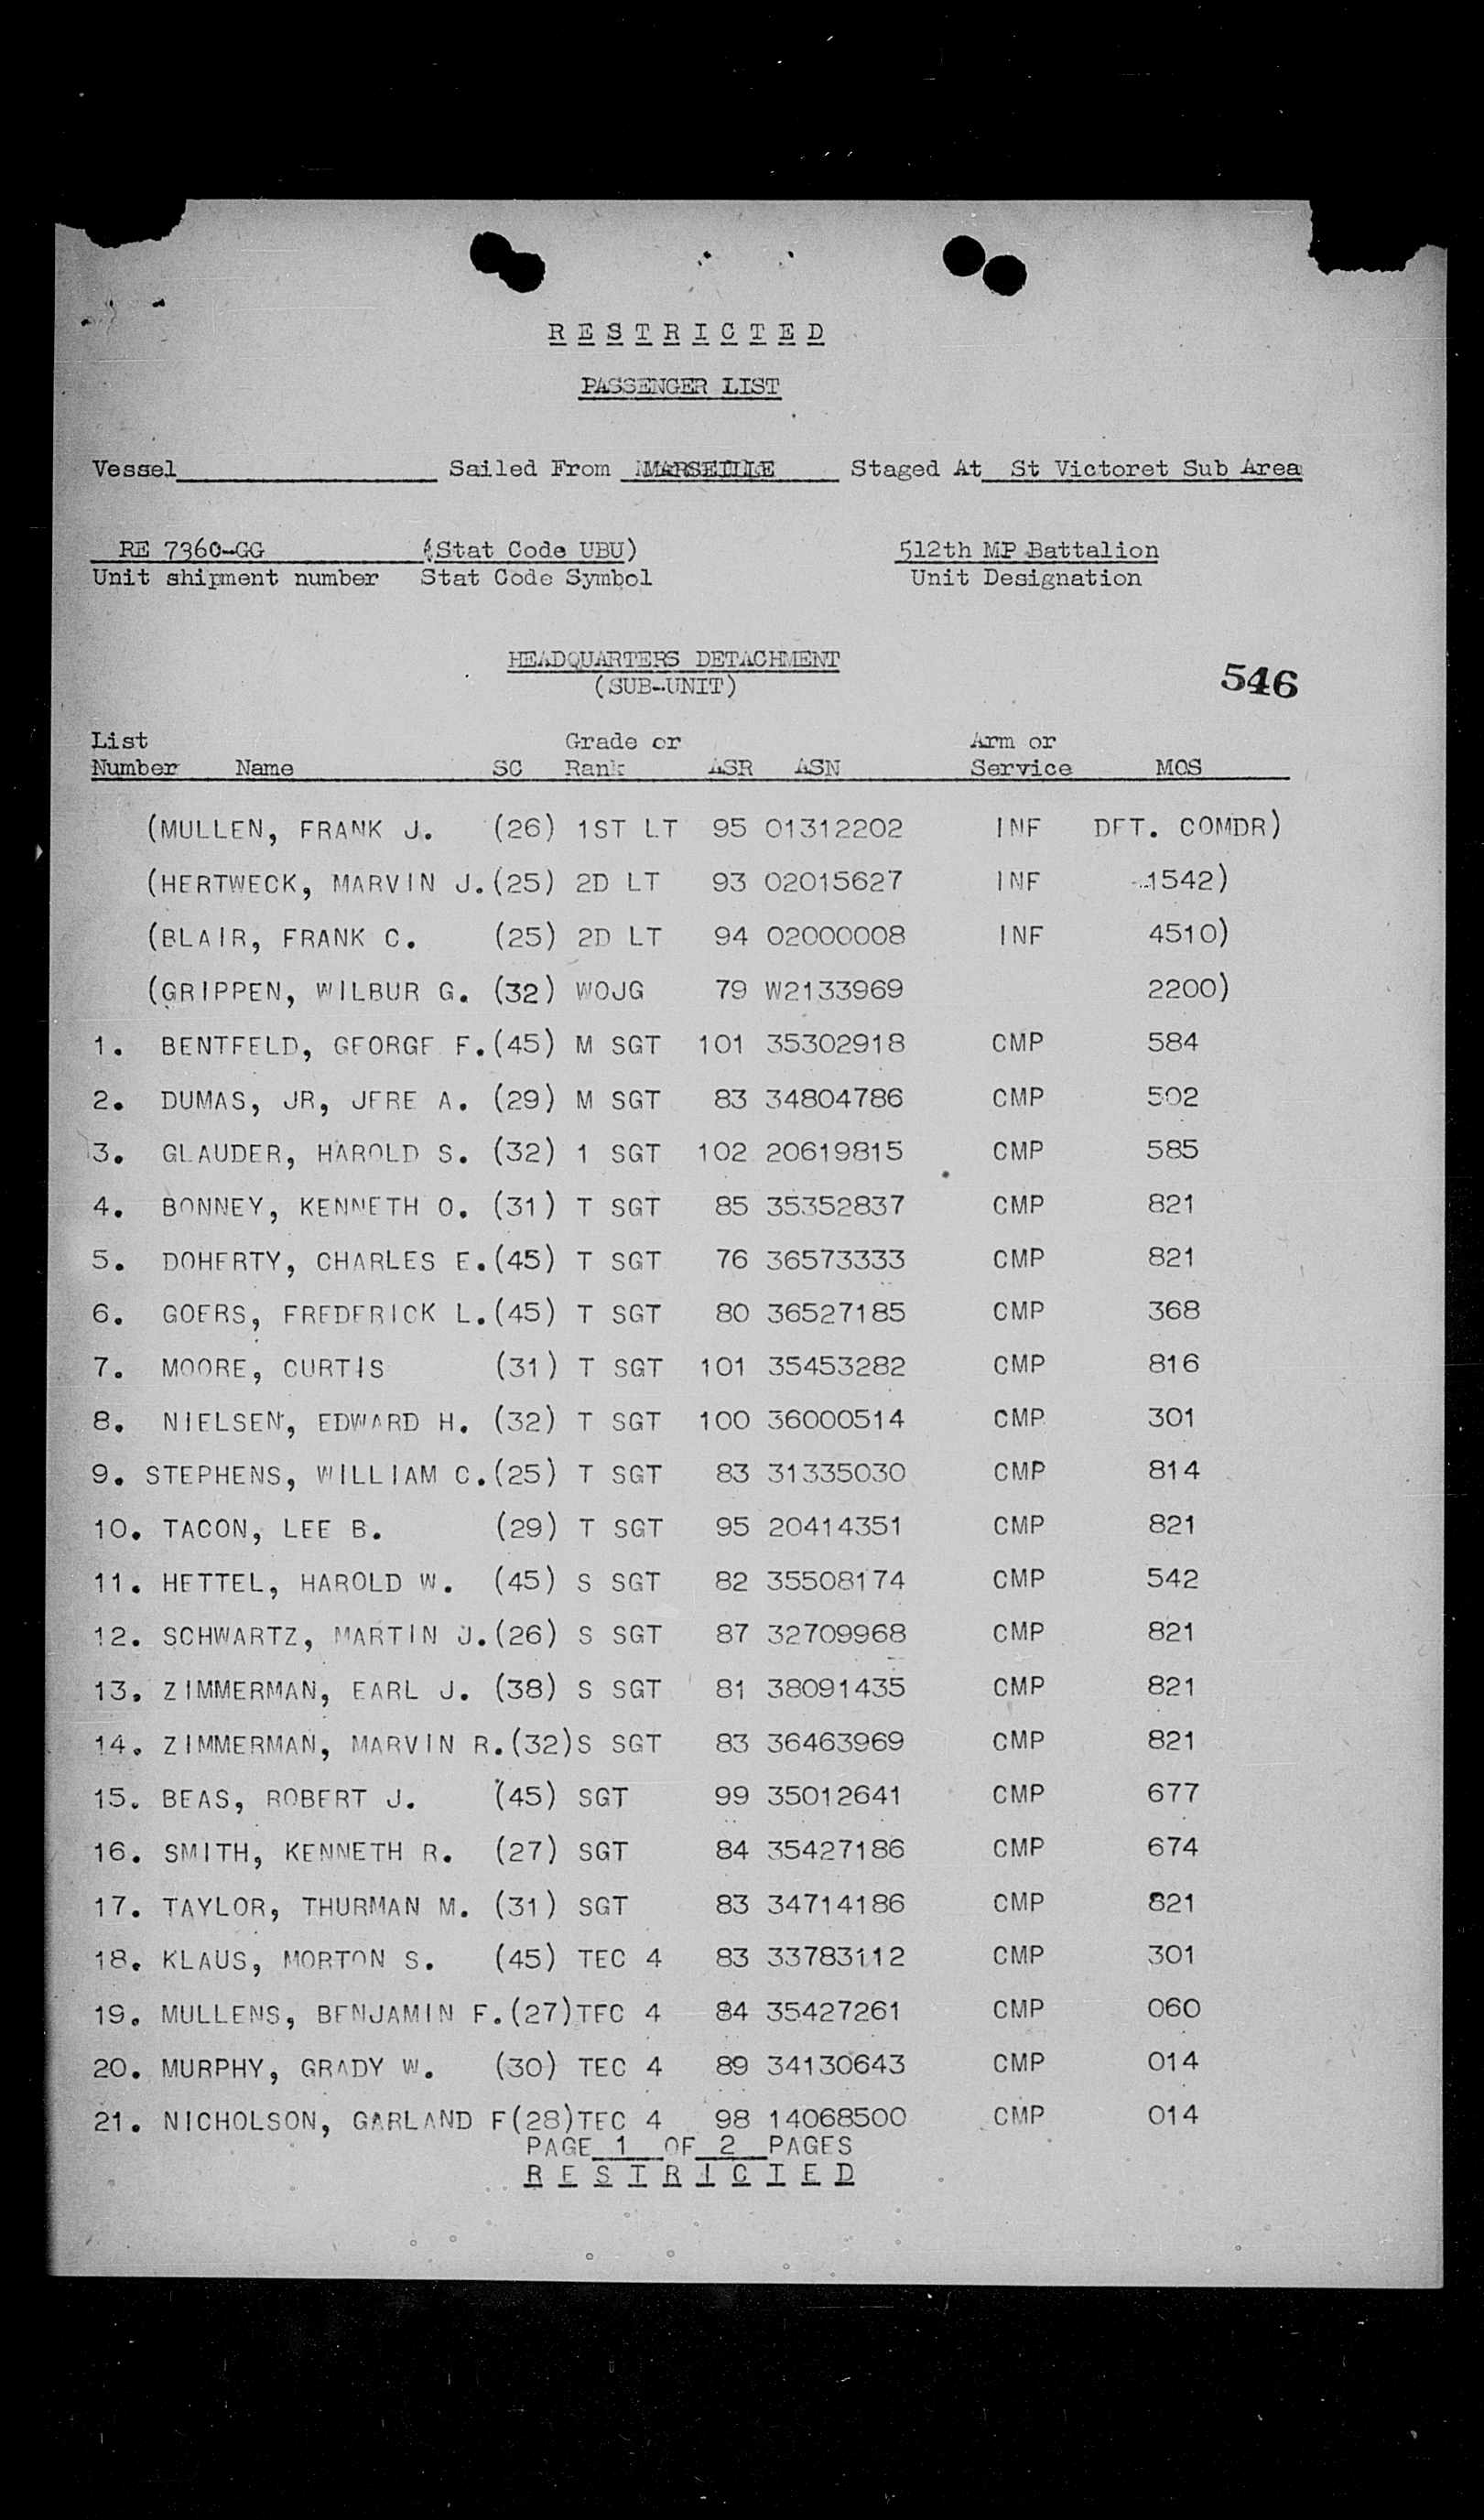 RESTRICTED
PASSENGER LIST
Vessel Sailed From MARSEILLE Staged At St Victoret Sub Area
RE 7360-GG (Stat Code UBU) 512th MP Battalion
Unit shipment number Stat Code Symbol Unit Designation
HEADQUARTERS DETACHMENT
(SUB-UNIT) 546
List Grade or Arm or
Number Name SC Rank ASR ASN Service MOS
(MULLEN, FRANK J. (26) 1ST LT 95 01312202 INF DET. COMDR)
(HERTWECK, MARVIN J. (25) 2D LT 93 02015627 INF 1542)
(BLAIR, FRANK C. (25) 2D LT 94 02000008 INF 4510)
(GRIPPEN, WILBUR G. (32) WOJG 79 W2133969 2200)
1. BENTFELD, GEORGE F. (45) M SGT 101 35302918 CMP 584
2. DUMAS, JR, JERE A. (29) M SGT 83 34804786 CMP 502
3. GLAUDER, HAROLD S. (32) 1 SGT 102 20619815 CMP 585
4. BONNEY, KENNETH O. (31) T SGT 85 35352837 CMP 821
5. DOHERTY, CHARLES E. (45) T SGT 76 36573333 CMP 821
6. GOERS, FREDERICK L. (45) T SGT 80 36527185 CMP 368
7. MOORE, CURTIS (31) T SGT 101 35453282 CMP 816
8. NIELSEN, EDWARD H. (32) T SGT 100 36000514 CMP 301
9. STEPHENS, WILLIAM C. (25) T SGT 83 31335030 CMP 814
10. TACON, LEE B. (29) T SGT 95 20414351 CMP 821
11. HETTEL, HAROLD W. (45) S SGT 82 35508174 CMP 542
12. SCHWARTZ, MARTIN J. (26) S SGT 87 32709968 CMP 821
13. ZIMMERMAN, EARL J. (38) S SGT 81 38091435 CMP 821
14. ZIMMERMAN, MARVIN R. (32) S SGT 83 36463969 CMP 821
15. BEAS, ROBERT J. (45) SGT 99 35012641 CMP 677
16. SMITH, KENNETH R. (27) SGT 84 35427186 CMP 674
17. TAYLOR, THURMAN M. (31) SGT 83 34714186 CMP 821
18. KLAUS, MORTON S. (45) TEC 4 83 33783112 CMP 301
19. MULLENS, BENJAMIN F. (27) TEC 4 84 35427261 CMP 060
20. MURPHY, GRADY W. (30) TEC 4 89 34130643 CMP 014
21. NICHOLSON, GARLAND F (28) TEC 4 98 14068500 CMP 014
PAGE 1 OF 2 PAGES
RESTRICTED